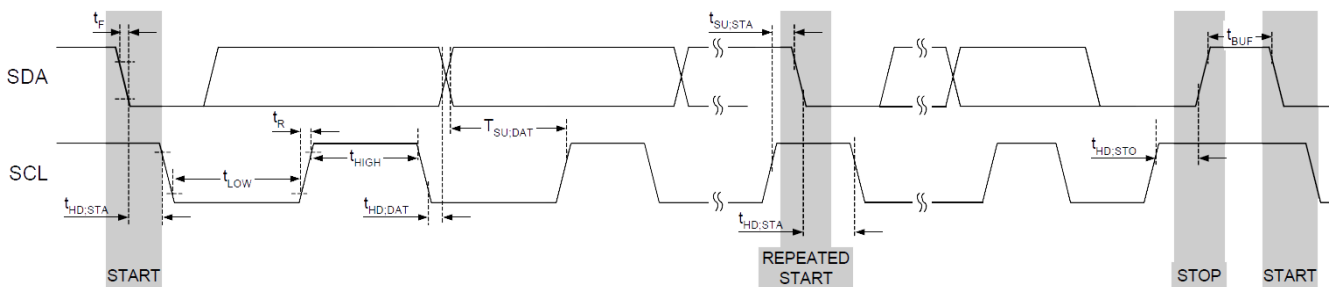 tF
tSU;STA
tBUF
SDA
tR
TSU;DAT
tHIGH
tHD;STO
SCL
tLOW
tHD;STA
tHD;DAT
tHD;STA
START
REPEATED
START
STOP
START